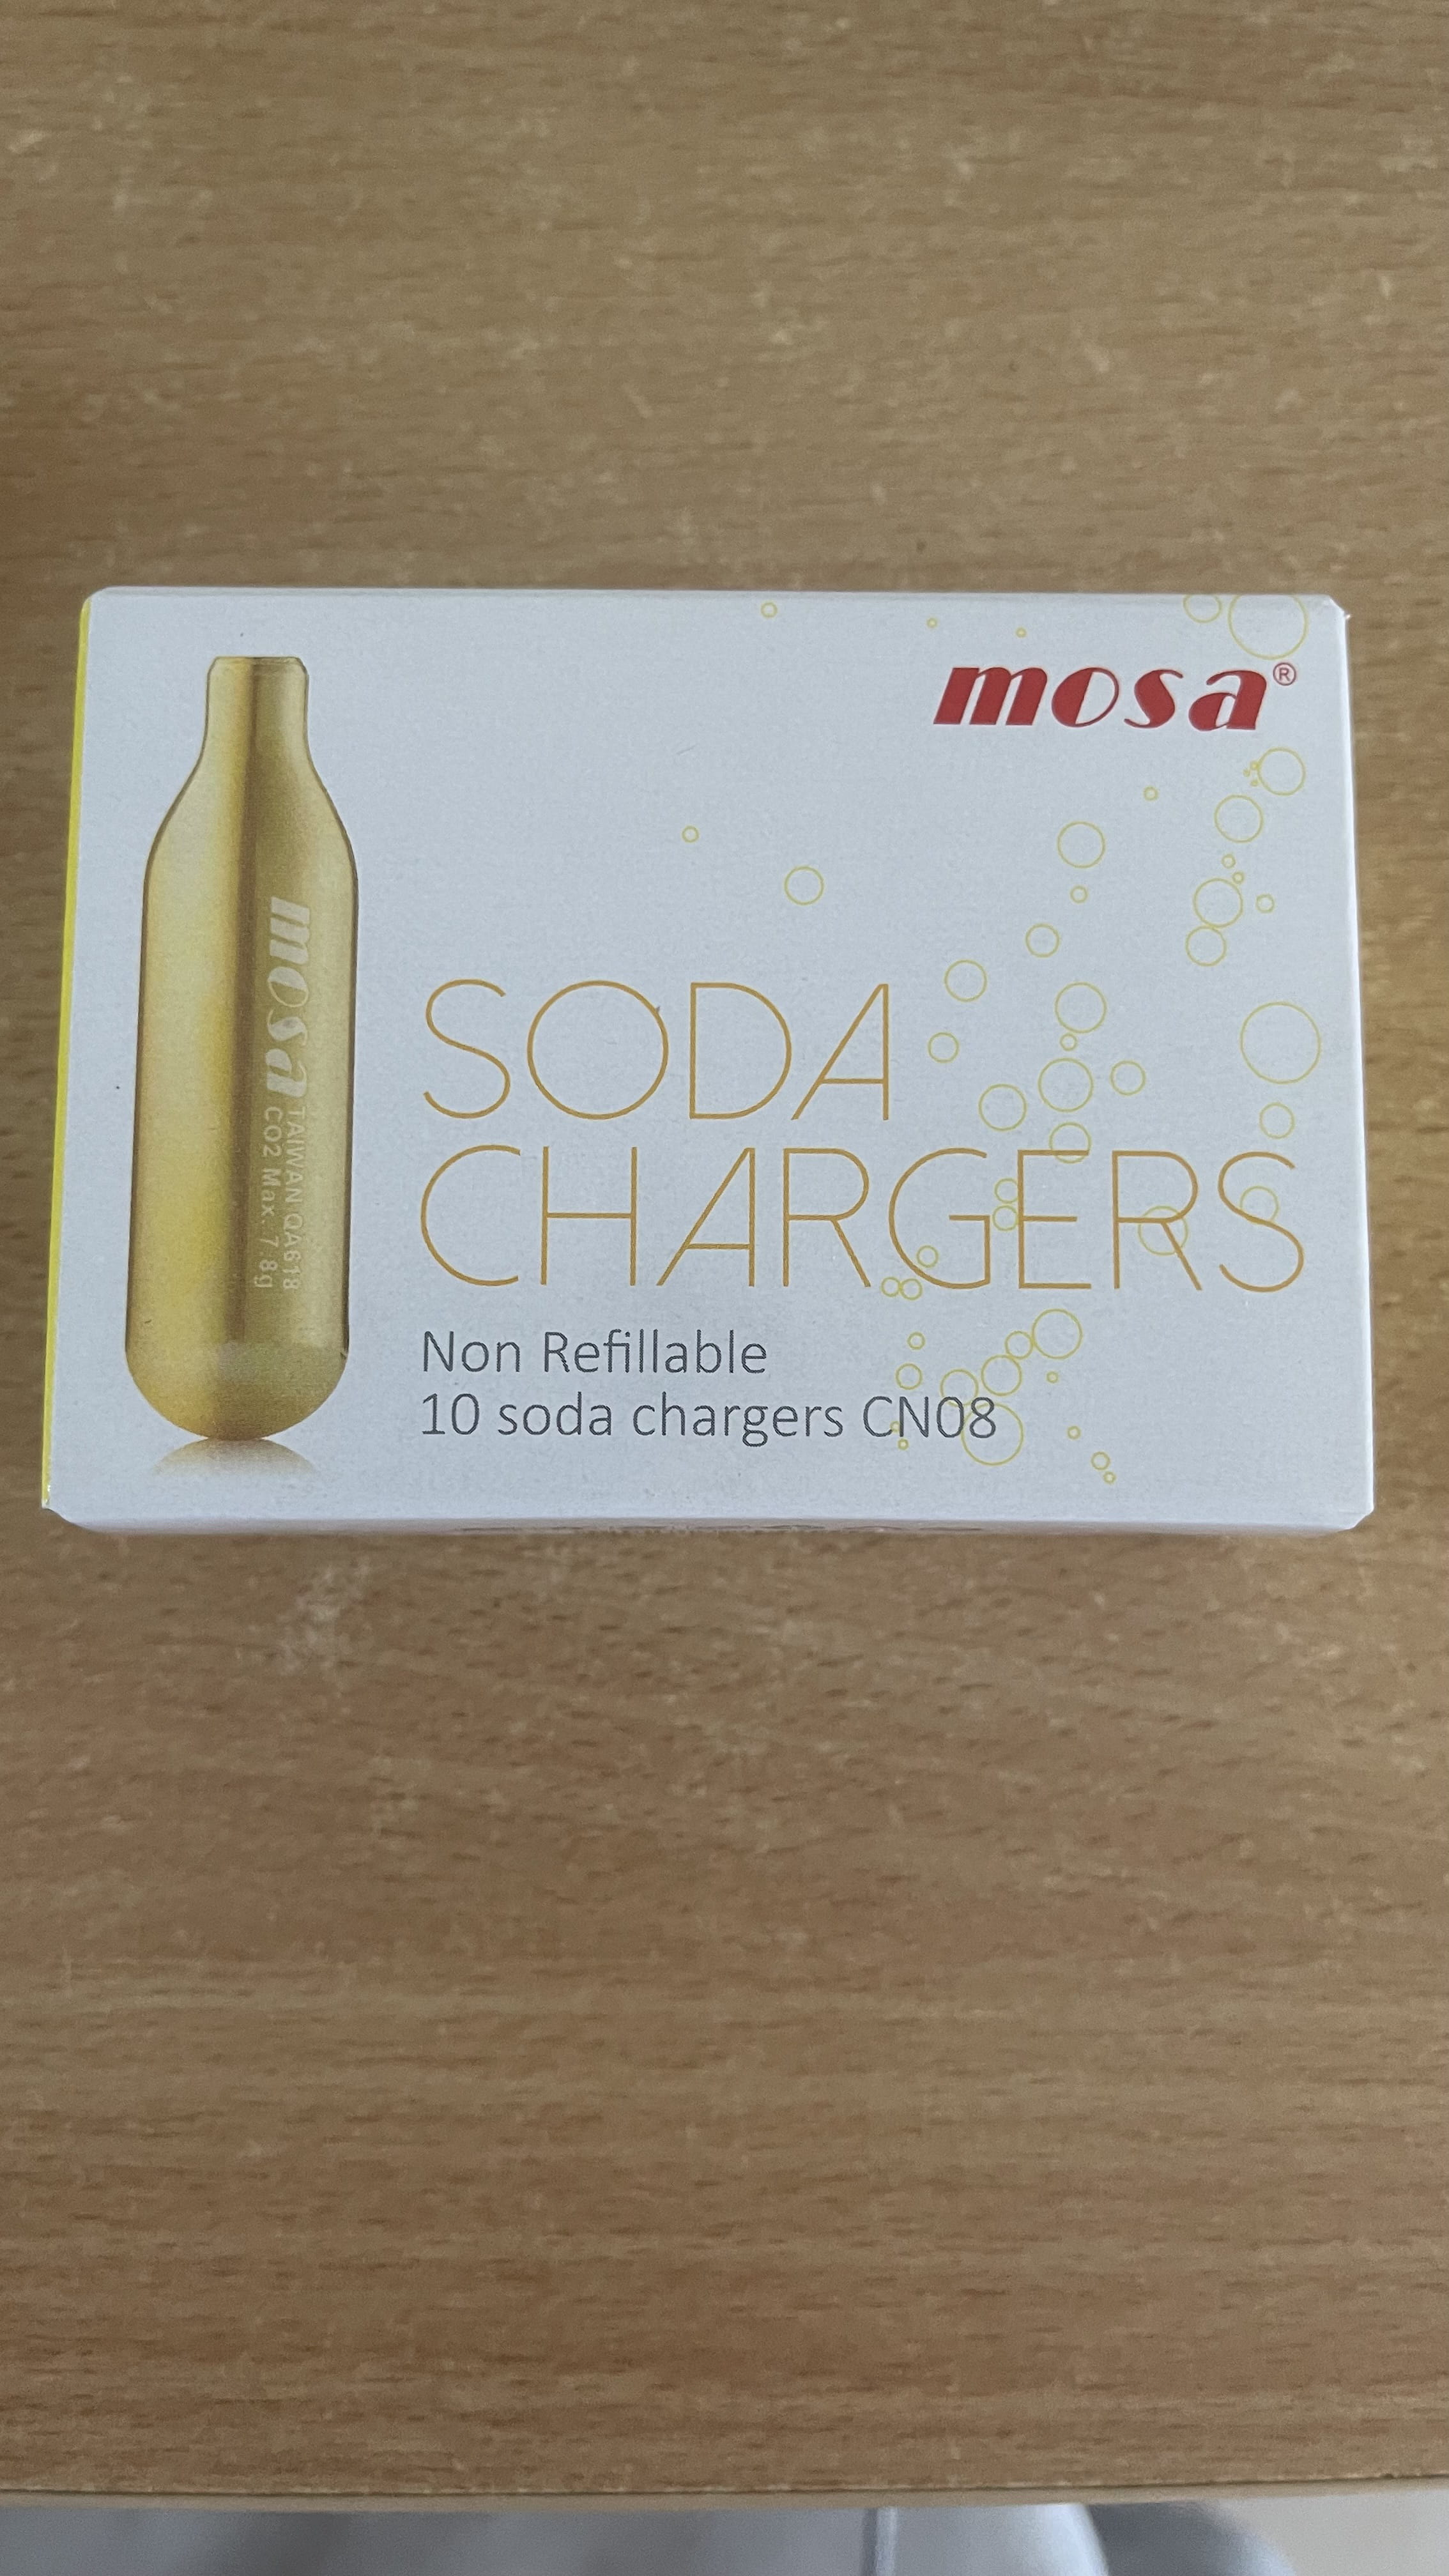 mosa®
mosa
TAIWAN QA618
CO2 Max. 7.8g
SODA
CHARGERS
Non Refillable
10 soda chargers CN08